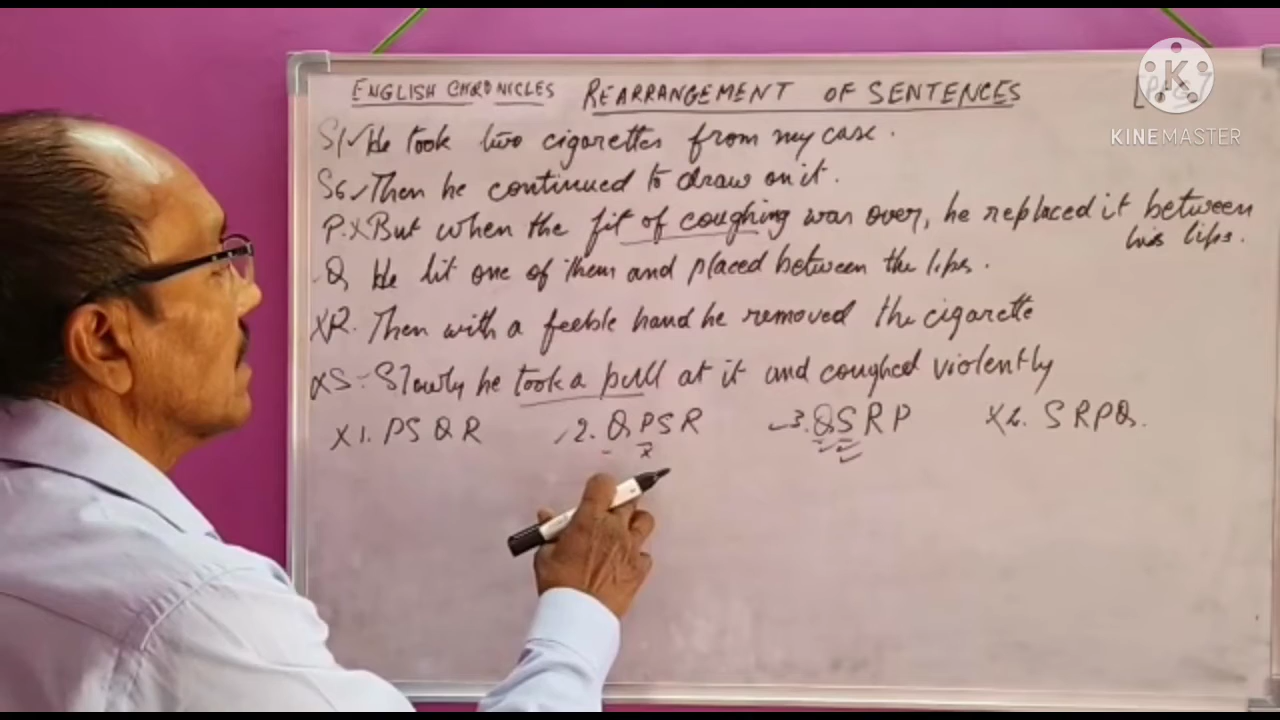 ENGLISH CHRONICLES REARRANGEMENT OF SENTENCES
K
KINEMASTER
S1 He took two cigarettes from my case.
S6 Then he continued to draw on it.
P. X But when the fit of coughing was over, he replaced it between
his lips.
Q He lit one of them and placed between the lips.
XR. Then with a feeble hand he removed the cigarette
XS - Slowly he took a pull at it and coughed violently
X 1. PSQR 2. QPSR 3. QSRP X 4. SRPQ.